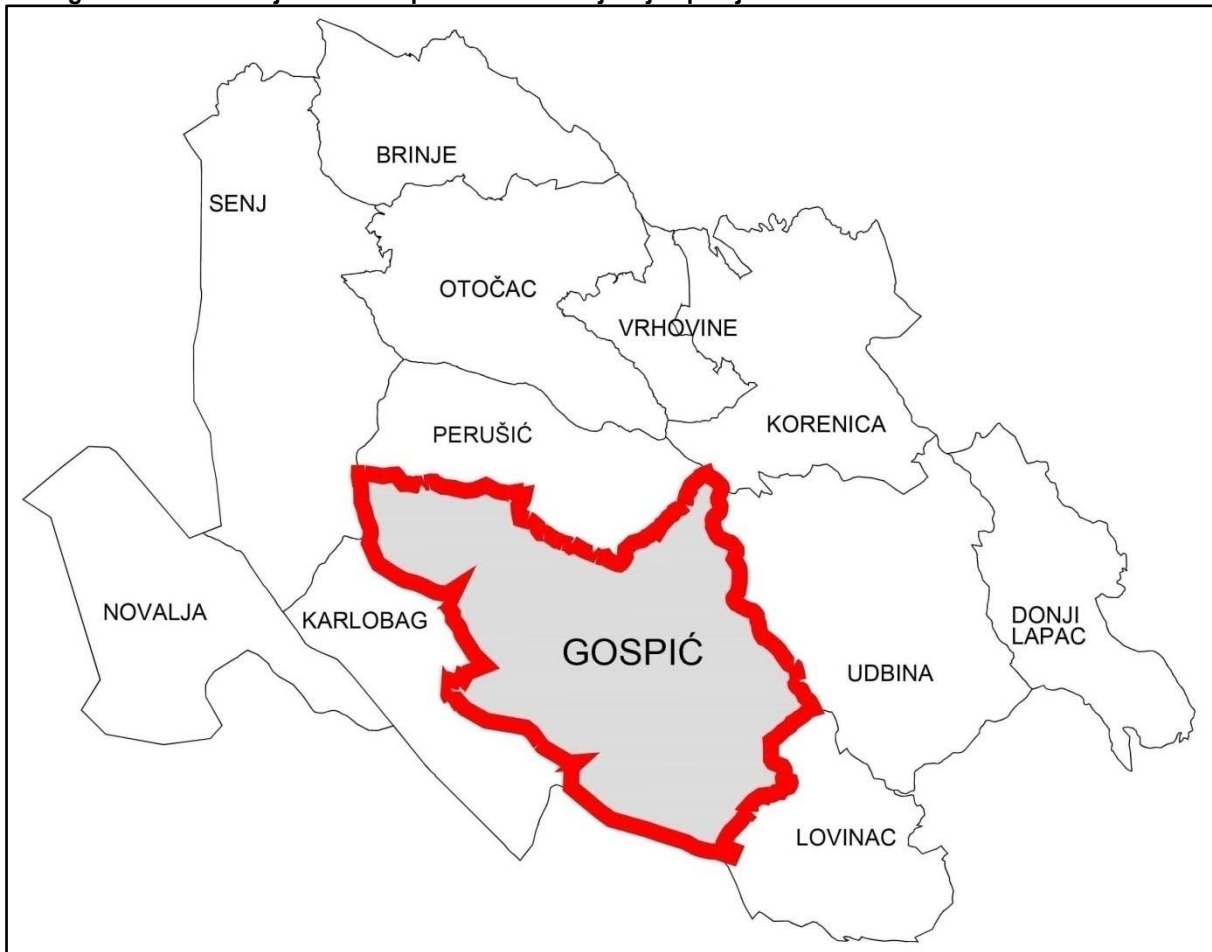 BRINJE
SENJ
OTOČAC
VRHOVINE
PERUŠIĆ
KORENICA
NOVALJA
KARLOBAG
GOSPIĆ
DONJI
LAPAC
UDBINA
LOVINAC